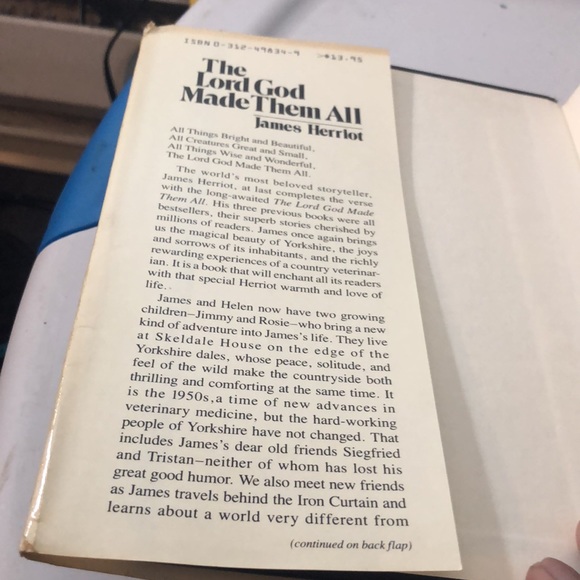 ISBN 0-312-49834-9 >$13.95
The
Lord God
Made Them All
James Herriot
All Things Bright and Beautiful,
All Creatures Great and Small,
All Things Wise and Wonderful,
The Lord God Made Them All.
The world's most beloved storyteller,
James Herriot, at last completes the verse
with the long-awaited The Lord God Made
Them All. His three previous books were all
bestsellers, their superb stories cherished by
millions of readers. James once again brings
us the magical beauty of Yorkshire, the joys
and sorrows of its inhabitants, and the richly
rewarding experiences of a country veterinar-
ian. It is a book that will enchant all its readers
with that special Herriot warmth and love of
life.
James and Helen now have two growing
children—Jimmy and Rosie—who bring a new
kind of adventure into James's life. They live
at Skeldale House on the edge of the
Yorkshire dales, whose peace, solitude, and
feel of the wild make the countryside both
thrilling and comforting at the same time. It
is the 1950s, a time of new advances in
veterinary medicine, but the hard-working
people of Yorkshire have not changed. That
includes James's dear old friends Siegfried
and Tristan—neither of whom has lost his
great good humor. We also meet new friends
as James travels behind the Iron Curtain and
learns about a world very different from
(continued on back flap)